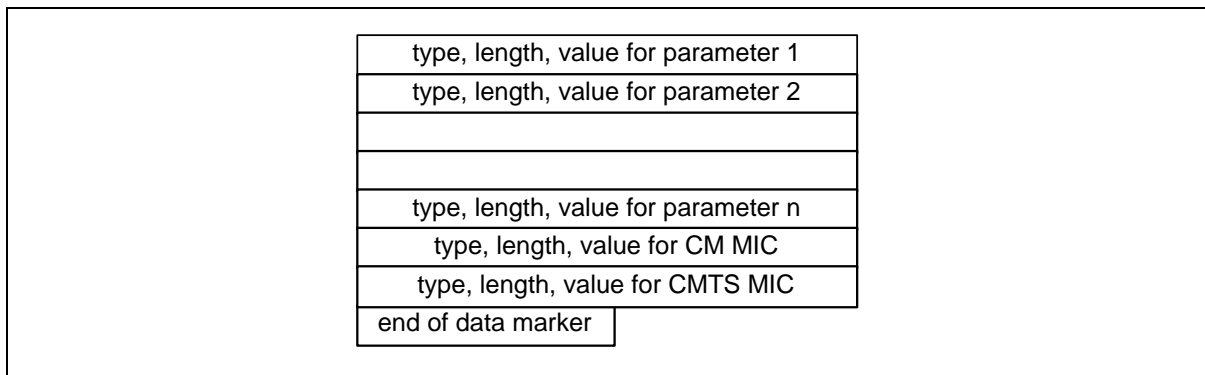 type, length, value for parameter 1
type, length, value for parameter 2
type, length, value for parameter n
type, length, value for CM MIC
type, length, value for CMTS MIC
end of data marker